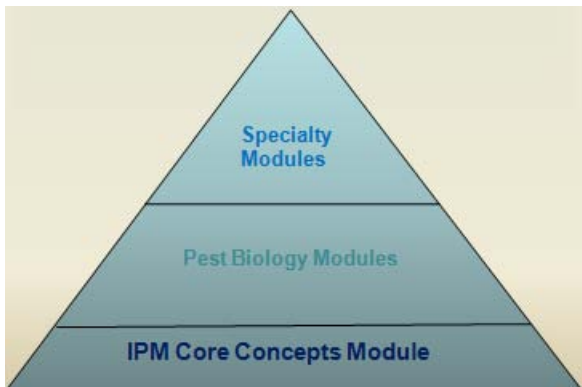 Specialty
Modules
Pest Biology Modules
IPM Core Concepts Module